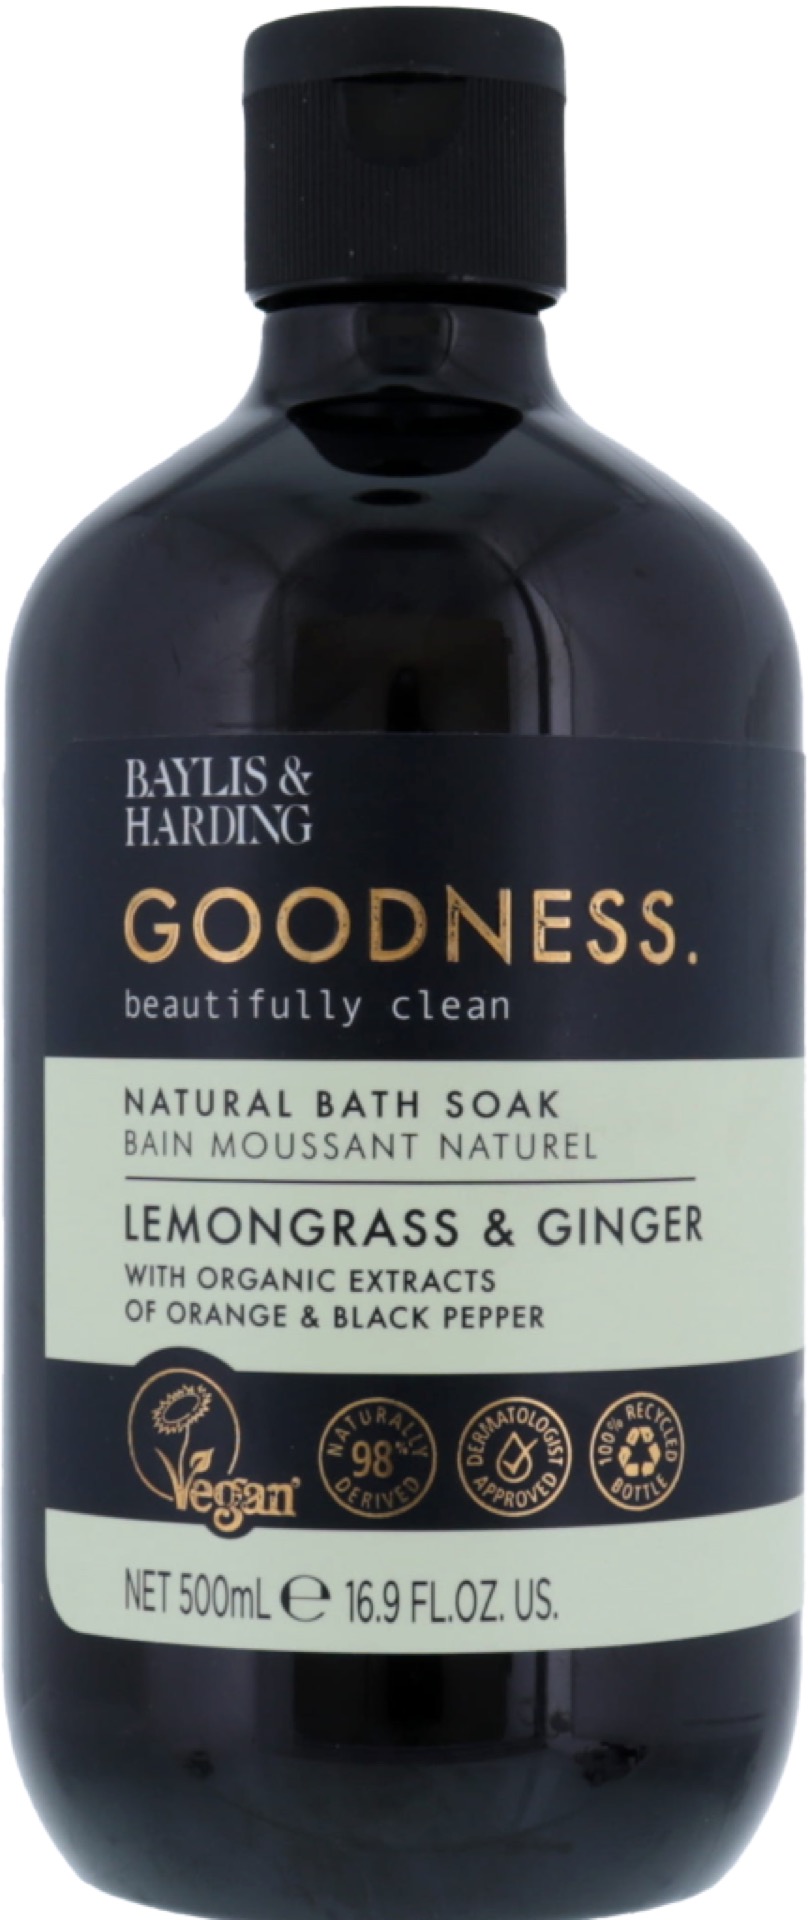 BAYLIS &
HARDING
GOODNESS.
beautifully clean
NATURAL BATH SOAK
BAIN MOUSSANT NATUREL
LEMONGRASS & GINGER
WITH ORGANIC EXTRACTS
OF ORANGE & BLACK PEPPER
Vegan
NATURALLY
98%
DERIVED
DERMATOLOGIST
APPROVED
100% RECYCLED
BOTTLE
NET 500mL ℮ 16.9 FL.OZ. US.